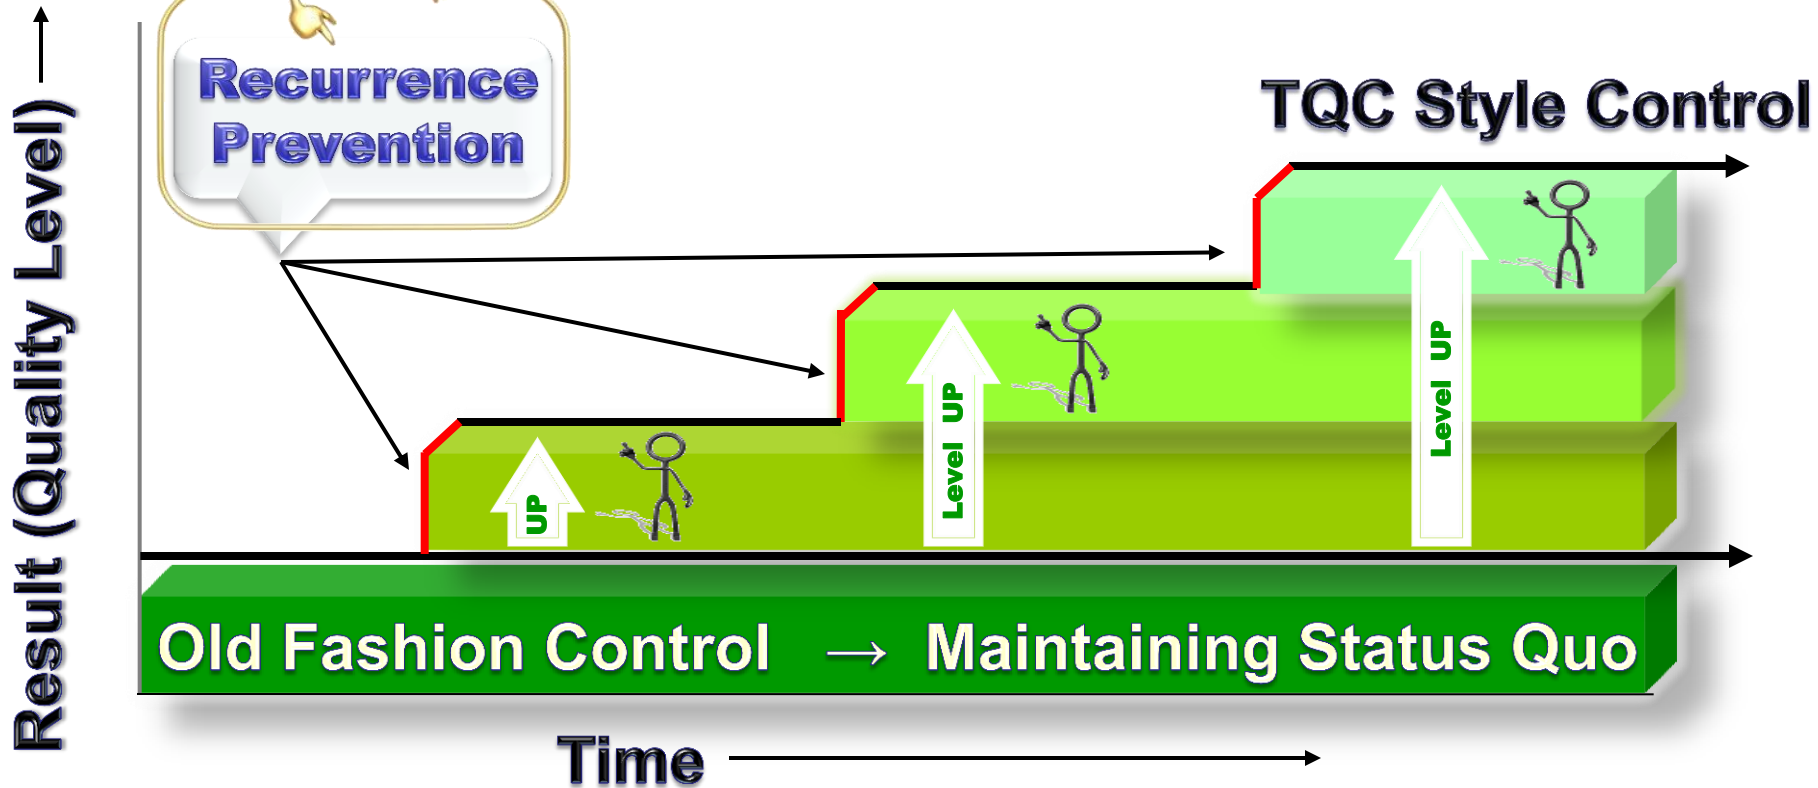 Recurrence
Prevention
TQC Style Control
Result (Quality Level)
UP
Level UP
Level UP
Old Fashion Control → Maintaining Status Quo
Time